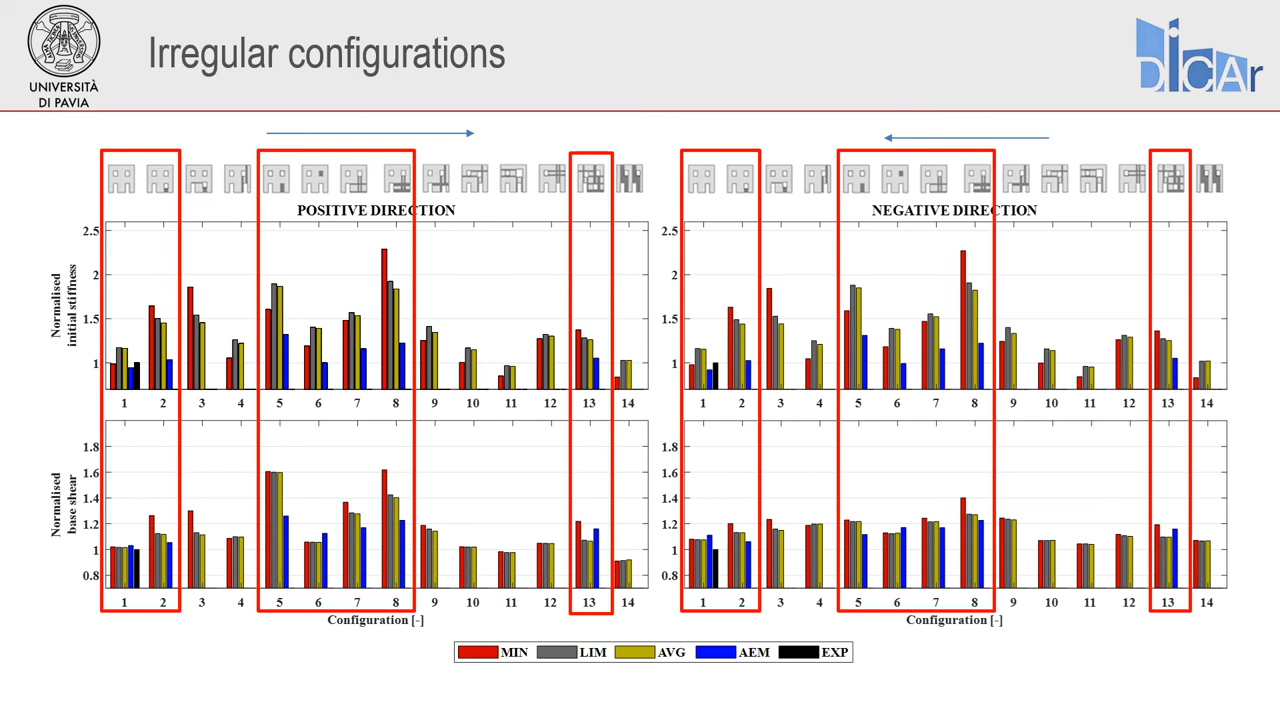 UNIVERSITÀ
DI PAVIA
Irregular configurations
DICAr
POSITIVE DIRECTION
Normalised
initial stiffness
2.5
2
1.5
1
1 2 3 4 5 6 7 8 9 10 11 12 13 14
Normalised
base shear
1.8
1.6
1.4
1.2
1
0.8
1 2 3 4 5 6 7 8 9 10 11 12 13 14
Configuration [-]
NEGATIVE DIRECTION
2.5
2
1.5
1
1 2 3 4 5 6 7 8 9 10 11 12 13 14
1.8
1.6
1.4
1.2
1
0.8
1 2 3 4 5 6 7 8 9 10 11 12 13 14
Configuration [-]
MIN LIM AVG AEM EXP